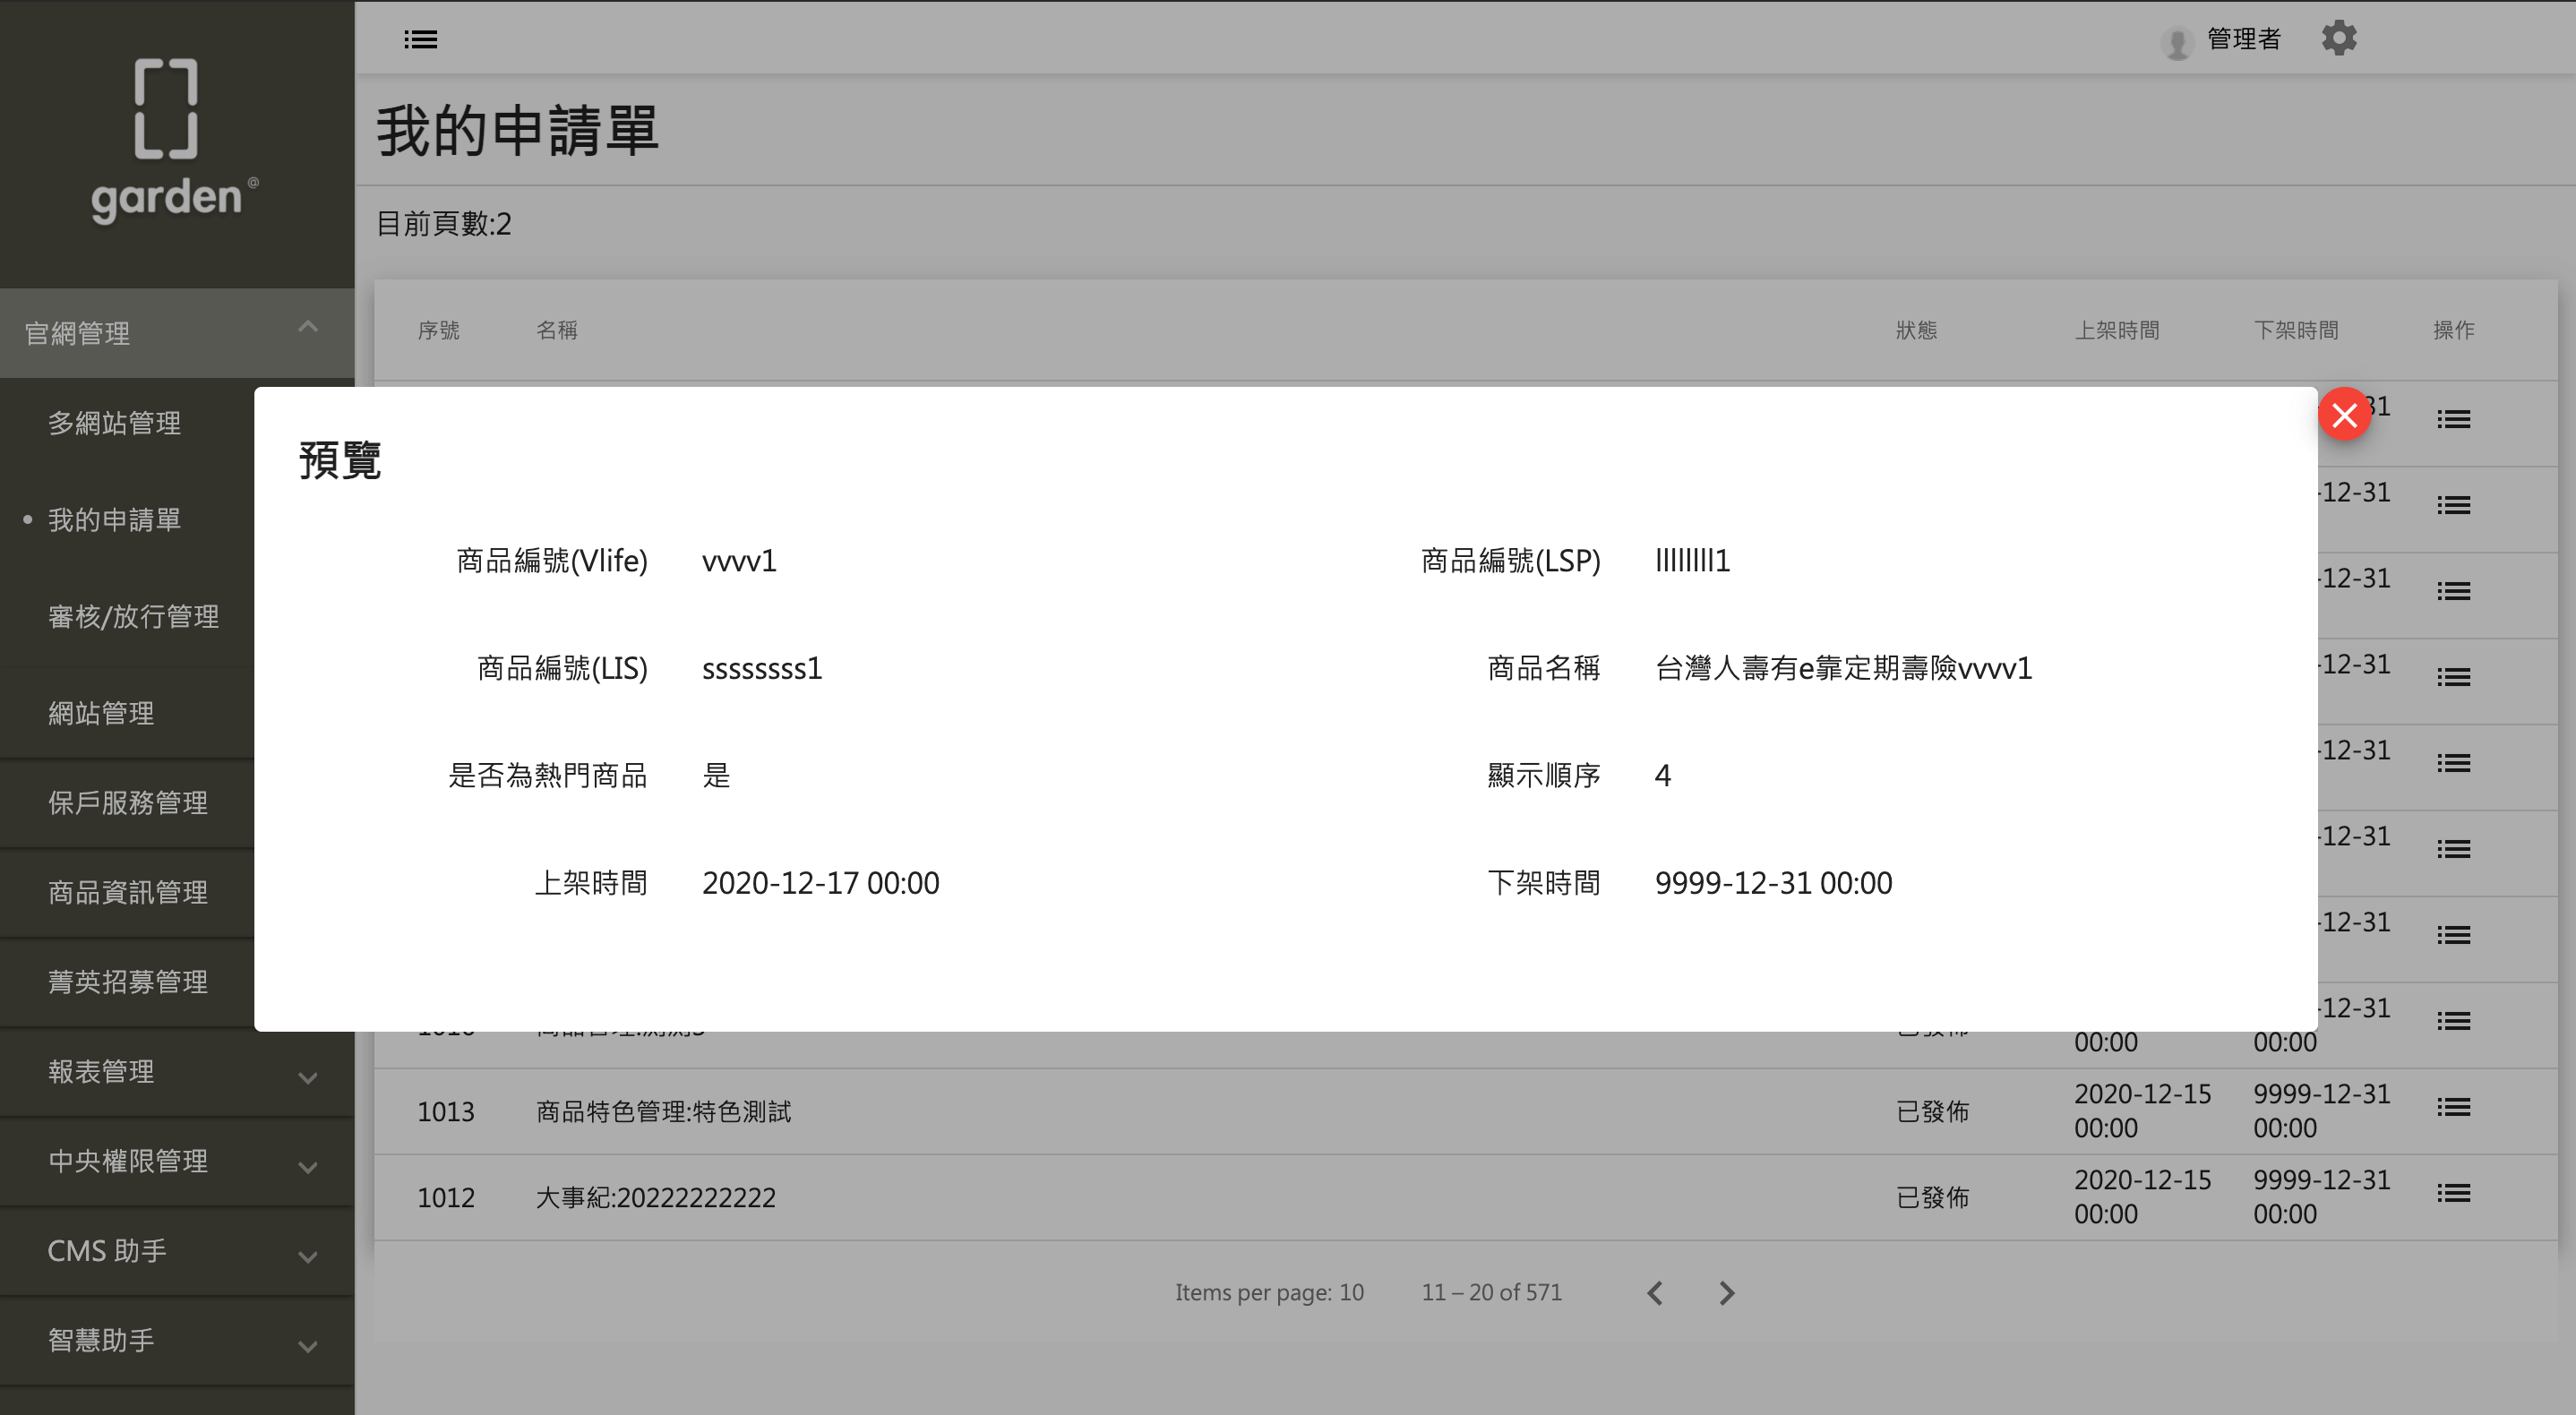 garden@
管理者
我的申請單
目前頁數:2
官網管理
多網站管理
我的申請單
審核/放行管理
網站管理
保戶服務管理
商品資訊管理
菁英招募管理
報表管理
中央權限管理
CMS 助手
智慧助手
序號 名稱 狀態 上架時間 下架時間 操作
預覽
商品編號(Vlife) vvvv1 商品編號(LSP) llllllll1
商品編號(LIS) ssssssss1 商品名稱 台灣人壽有e靠定期壽險vvvv1
是否為熱門商品 是 顯示順序 4
上架時間 2020-12-17 00:00 下架時間 9999-12-31 00:00
31
-12-31
-12-31
-12-31
-12-31
-12-31
-12-31
-12-31
00:00 00:00
1013 商品特色管理:特色測試 已發佈 2020-12-15 00:00 9999-12-31 00:00
1012 大事紀:20222222222 已發佈 2020-12-15 00:00 9999-12-31 00:00
Items per page: 10 11 – 20 of 571